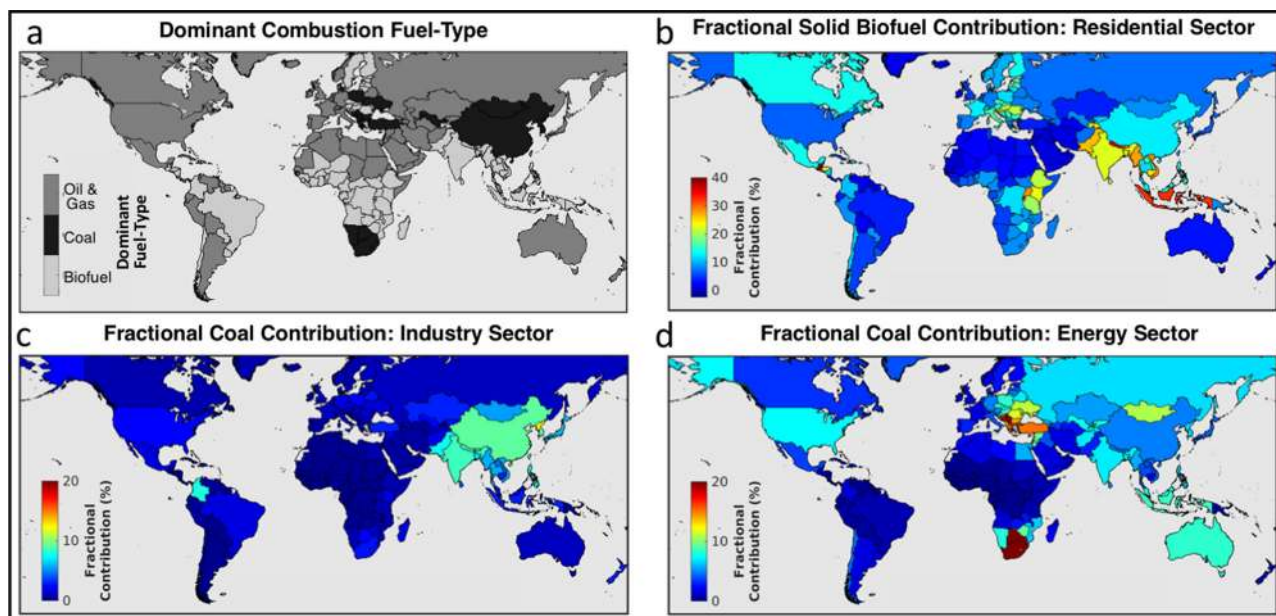 a
Dominant Combustion Fuel-Type
Oil &
Gas
Coal
Biofuel
Dominant
Fuel-Type
b
Fractional Solid Biofuel Contribution: Residential Sector
40
30
20
10
0
Fractional
Contribution (%)
c
Fractional Coal Contribution: Industry Sector
20
10
0
Fractional
Contribution (%)
d
Fractional Coal Contribution: Energy Sector
20
10
0
Fractional
Contribution (%)